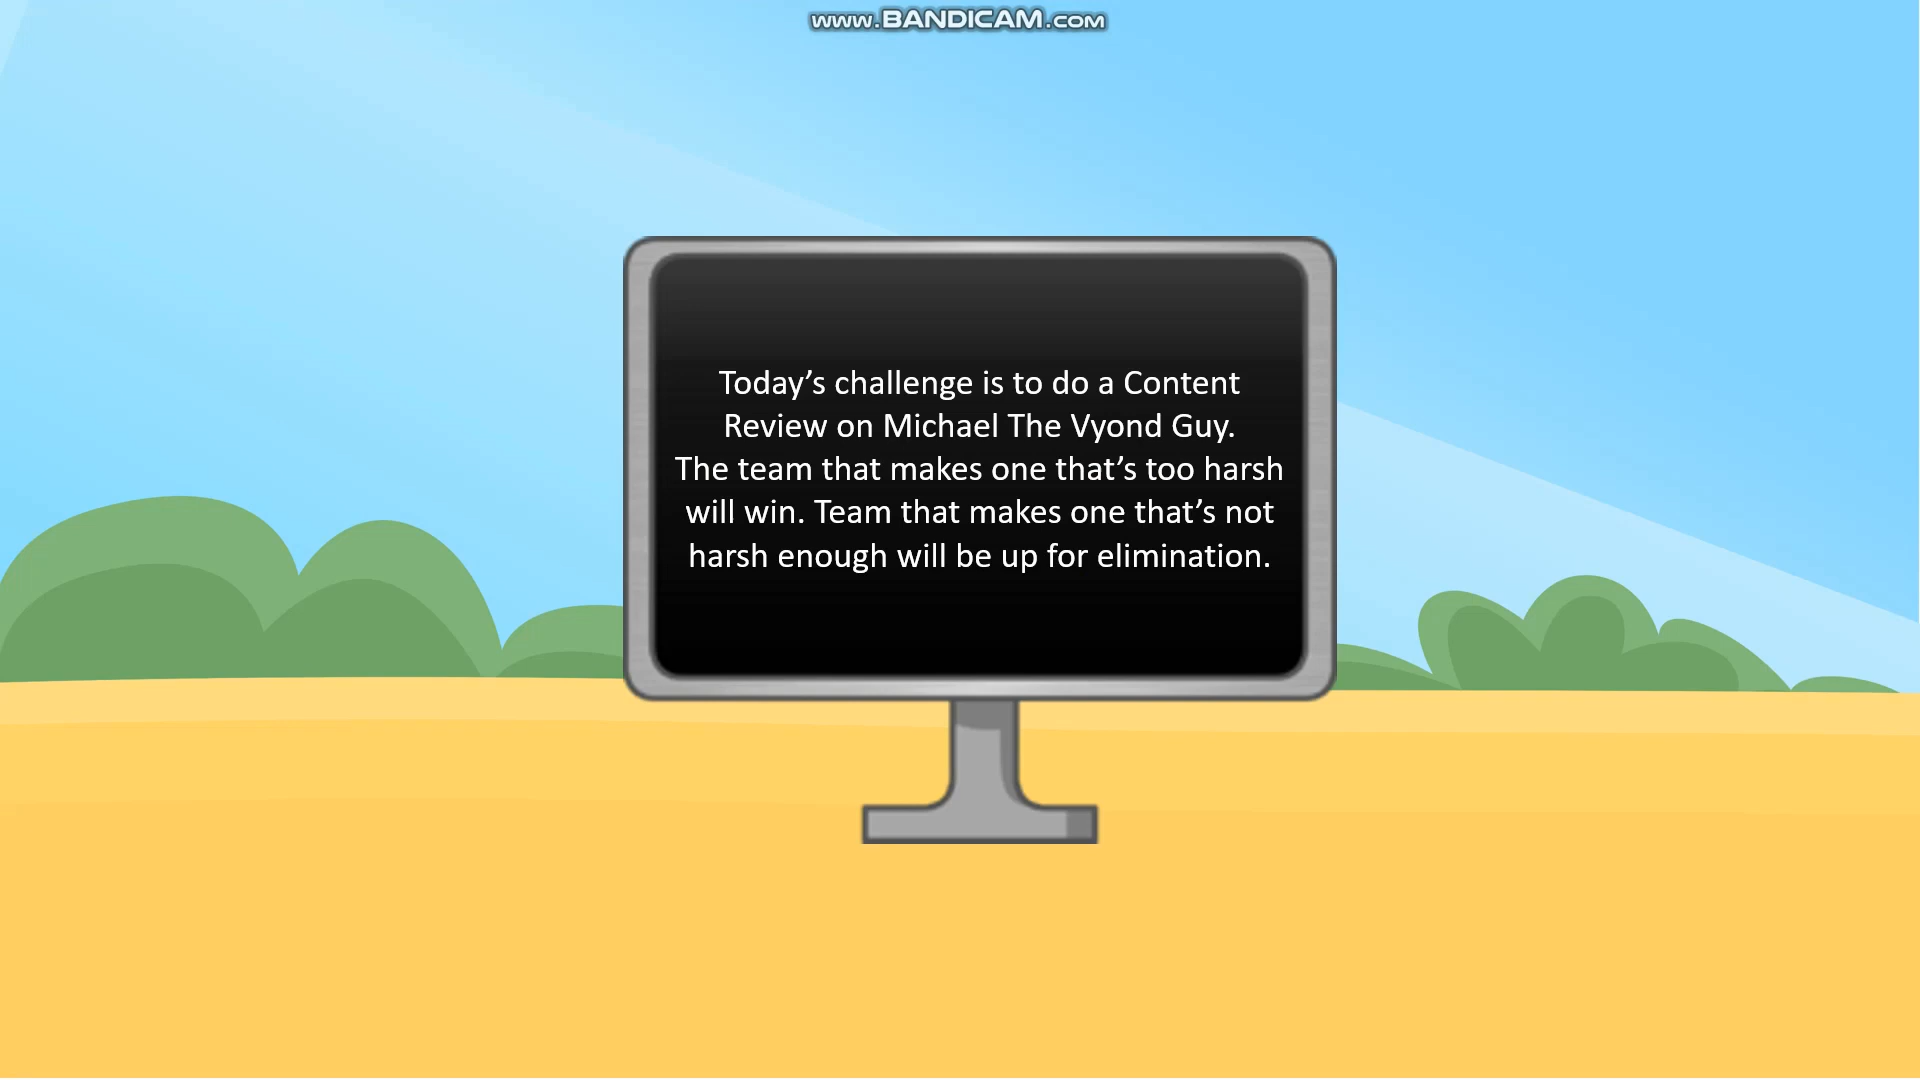 www.BANDICAM.com
Today’s challenge is to do a Content
Review on Michael The Vyond Guy.
The team that makes one that’s too harsh
will win. Team that makes one that’s not
harsh enough will be up for elimination.